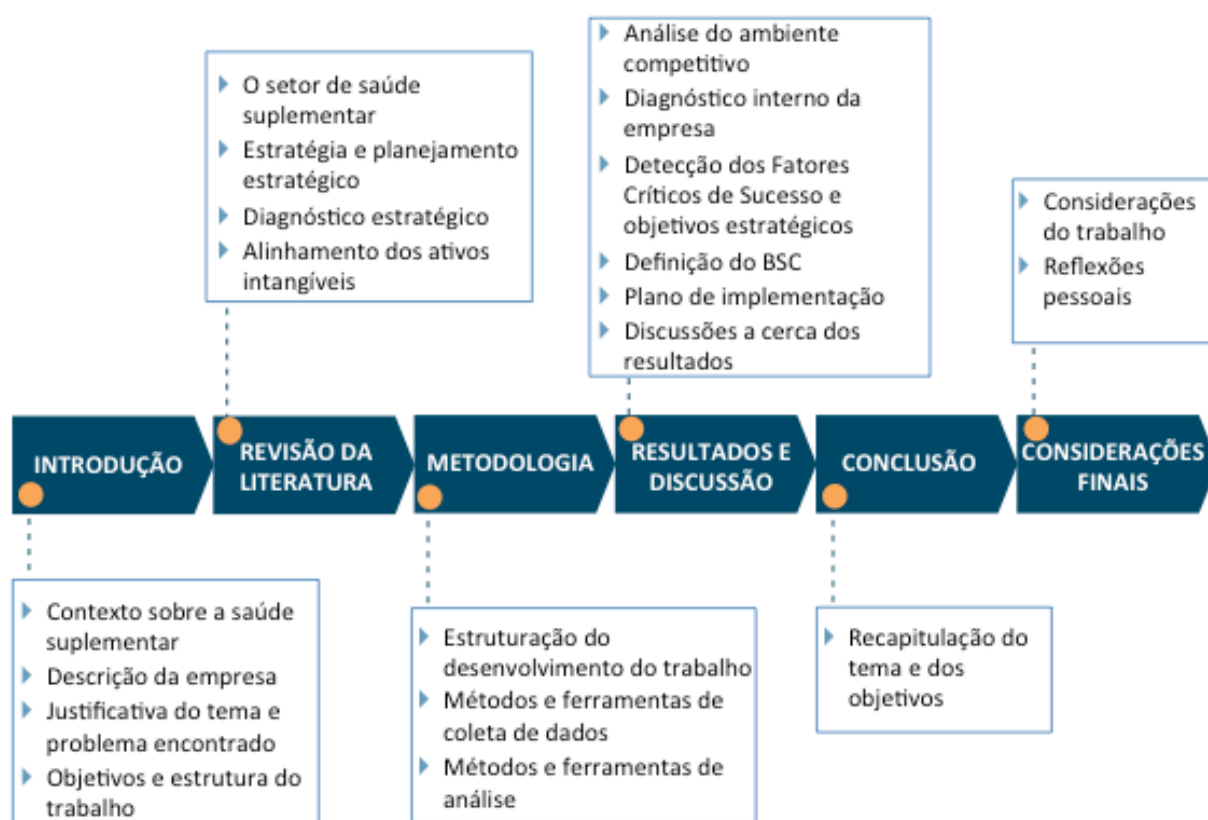 O setor de saúde
suplementar
Estratégia e planejamento
estratégico
Diagnóstico estratégico
Alinhamento dos ativos
intangíveis
Análise do ambiente
competitivo
Diagnóstico interno da
empresa
Detecção dos Fatores
Críticos de Sucesso e
objetivos estratégicos
Definição do BSC
Plano de implementação
Discussões a cerca dos
resultados
Considerações
do trabalho
Reflexões
pessoais
INTRODUÇÃO
REVISÃO DA
LITERATURA
METODOLOGIA
RESULTADOS E
DISCUSSÃO
CONCLUSÃO
CONSIDERAÇÕES
FINAIS
Contexto sobre a saúde
suplementar
Descrição da empresa
Justificativa do tema e
problema encontrado
Objetivos e estrutura do
trabalho
Estruturação do
desenvolvimento do trabalho
Métodos e ferramentas de
coleta de dados
Métodos e ferramentas de
análise
Recapitulação do
tema e dos
objetivos